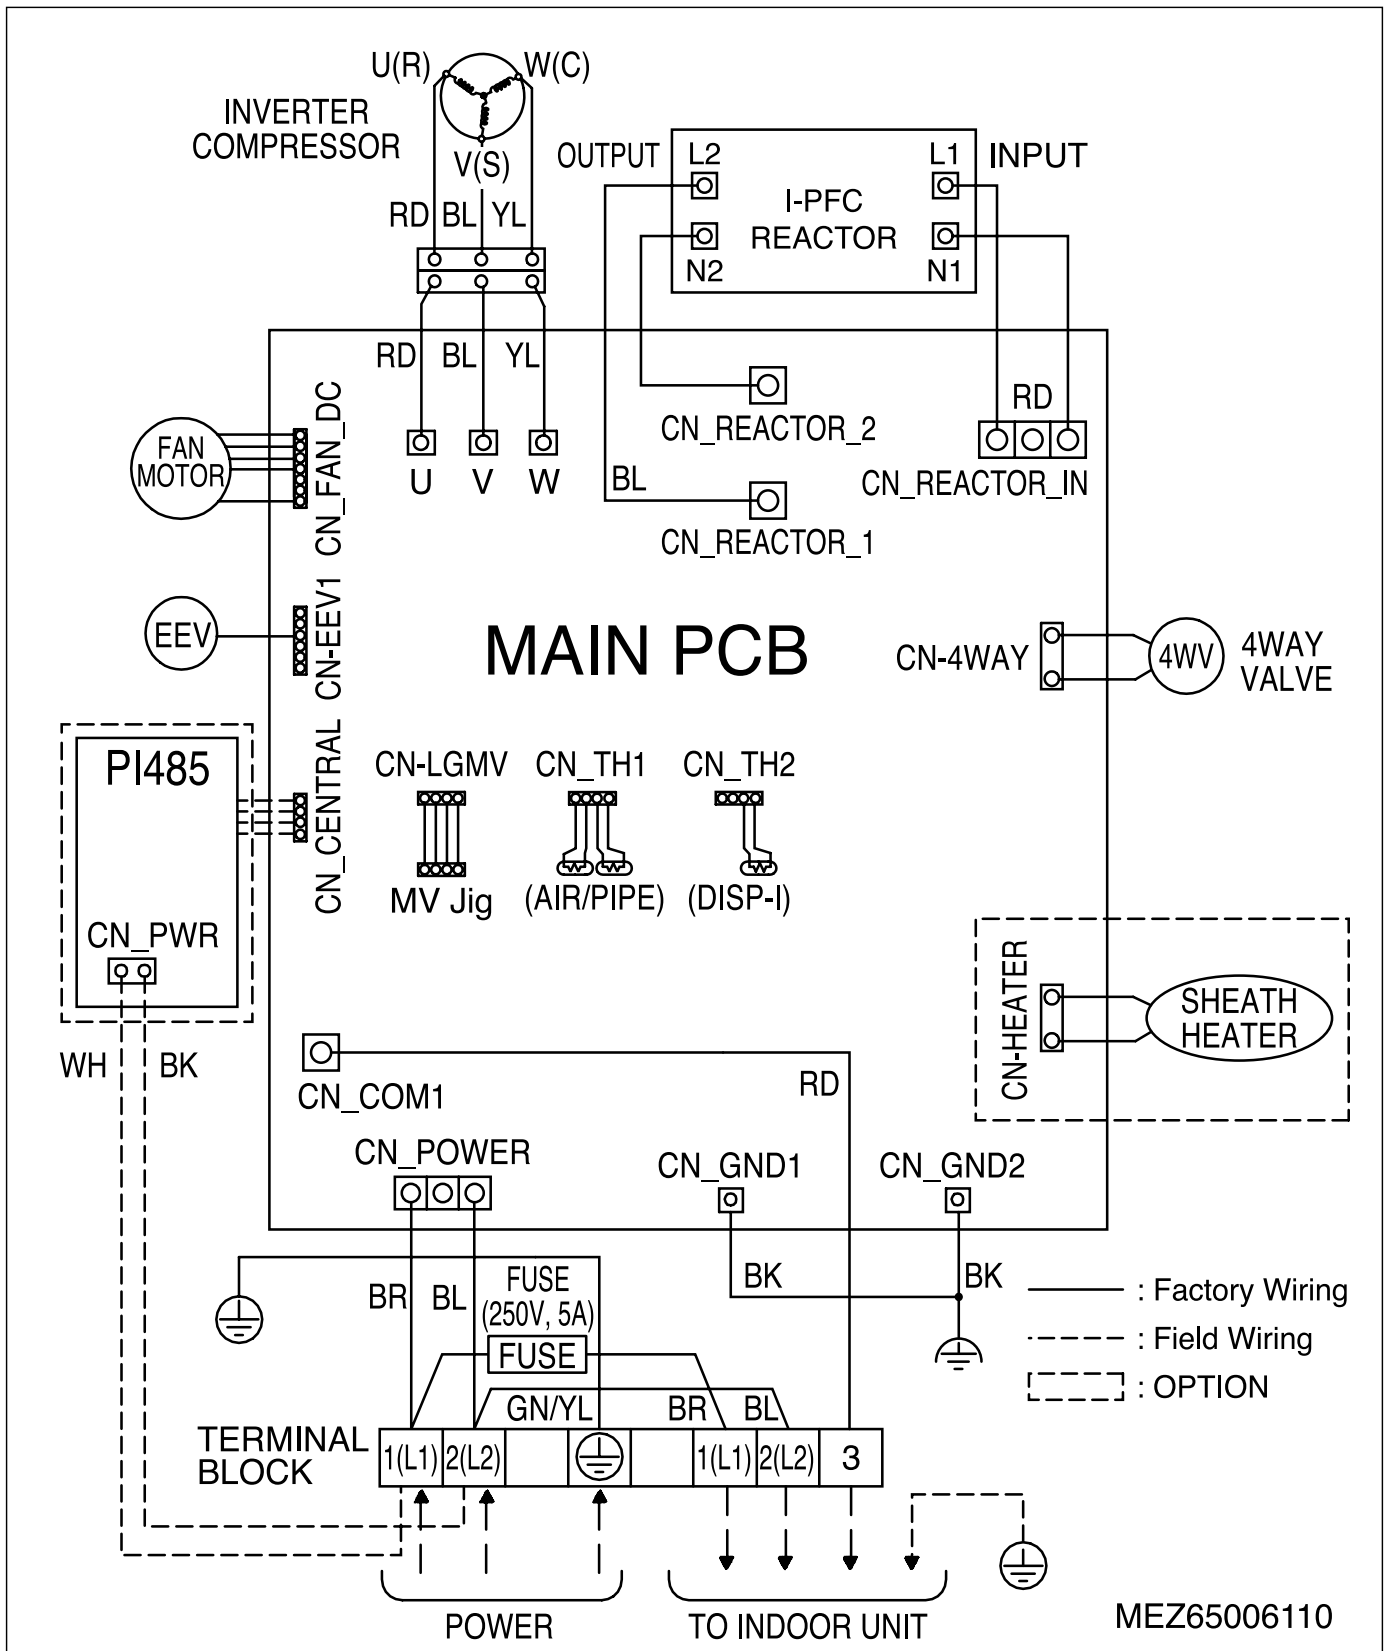 U(R)
W(C)
INVERTER
COMPRESSOR
V(S)
RD BL YL
OUTPUT
L2
L1
INPUT
I-PFC
REACTOR
N2
N1
RD BL YL
U V W
CN_REACTOR_2
BL
CN_REACTOR_1
RD
CN_REACTOR_IN
FAN
MOTOR
CN_FAN_DC
EEV
CN-EEV1
MAIN PCB
CN-4WAY
4WV
4WAY
VALVE
PI485
CN_CENTRAL
CN_PWR
WH
BK
CN-LGMV
MV Jig
CN_TH1
(AIR/PIPE)
CN_TH2
(DISP-I)
CN-HEATER
SHEATH
HEATER
CN_COM1
RD
CN_POWER
CN_GND1
CN_GND2
BR
BL
FUSE
(250V, 5A)
FUSE
BK
BK
GN/YL
BR
BL
: Factory Wiring
: Field Wiring
: OPTION
TERMINAL
BLOCK
1(L1) 2(L2) 1(L1) 2(L2) 3
POWER
TO INDOOR UNIT
MEZ65006110